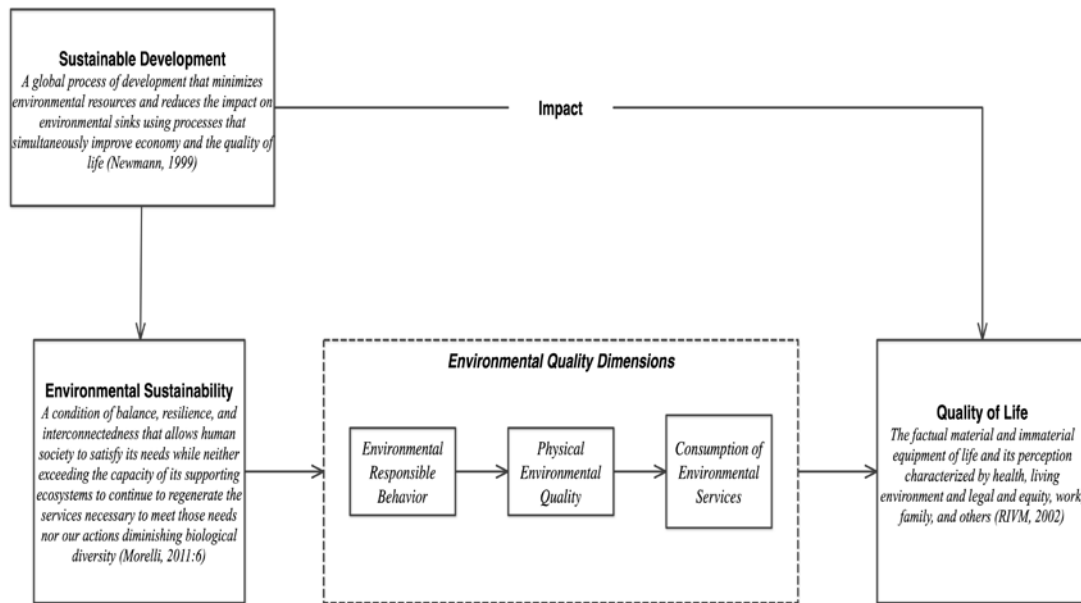 Sustainable Development
A global process of development that minimizes
environmental resources and reduces the impact on
environmental sinks using processes that
simultaneously improve economy and the quality of
life (Newmann, 1999)
Impact
Environmental Sustainability
A condition of balance, resilience, and
interconnectedness that allows human
society to satisfy its needs while neither
exceeding the capacity of its supporting
ecosystems to continue to regenerate the
services necessary to meet those needs
nor our actions diminishing biological
diversity (Morelli, 2011:6)
Environmental Quality Dimensions
Environmental
Responsible
Behavior
Physical
Environmental
Quality
Consumption of
Environmental
Services
Quality of Life
The factual material and immaterial
equipment of life and its perception
characterized by health, living
environment and legal and equity, work,
family, and others (RIVM, 2002)